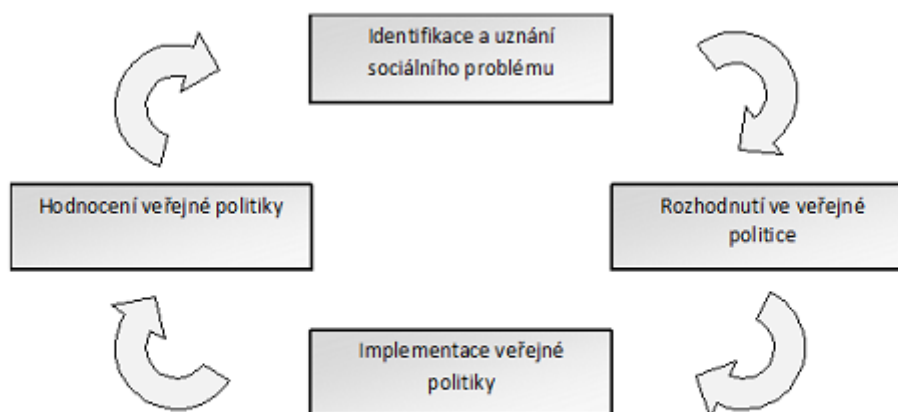 Identifikace a uznání
sociálního problému
Hodnocení veřejné politiky
Rozhodnutí ve veřejné
politice
Implementace veřejné
politiky